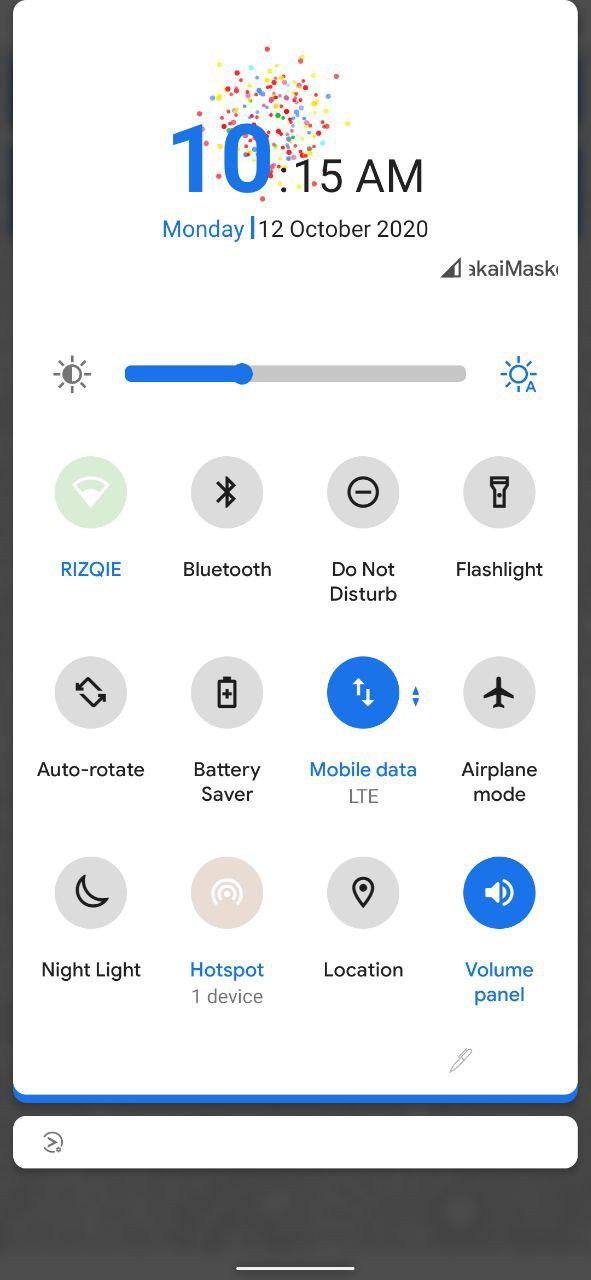 10:15 AM
Monday | 12 October 2020
akaiMask
RIZQIE
Bluetooth
Do Not
Disturb
Flashlight
Auto-rotate
Battery
Saver
Mobile data
LTE
Airplane
mode
Night Light
Hotspot
1 device
Location
Volume
panel